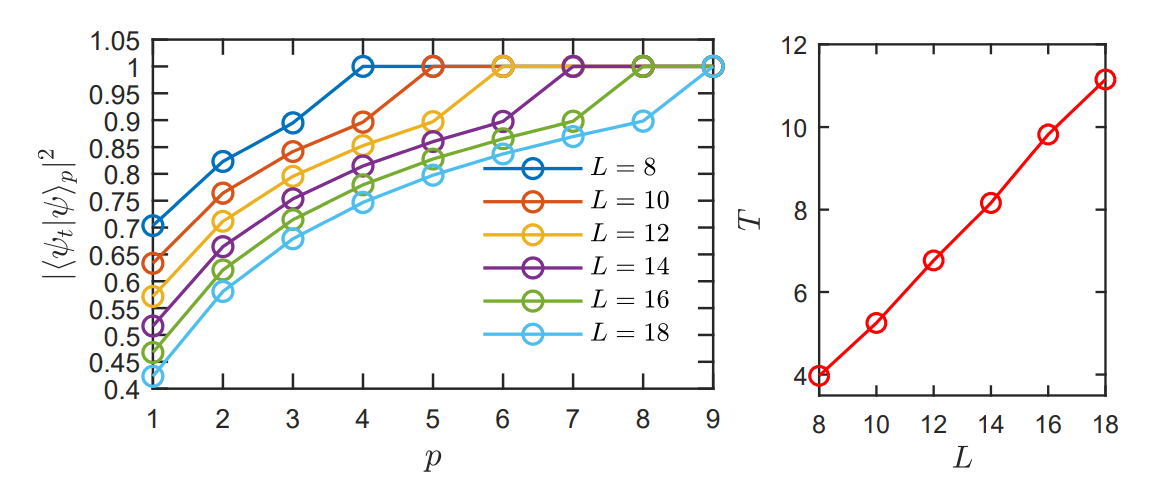 1.05
1
0.95
0.9
0.85
0.8
0.75
0.7
0.65
0.6
0.55
0.5
0.45
0.4
|⟨ψ_t|ψ⟩_p|^2
1 2 3 4 5 6 7 8 9
p
L = 8
L = 10
L = 12
L = 14
L = 16
L = 18
12
10
8
6
4
T
8 10 12 14 16 18
L